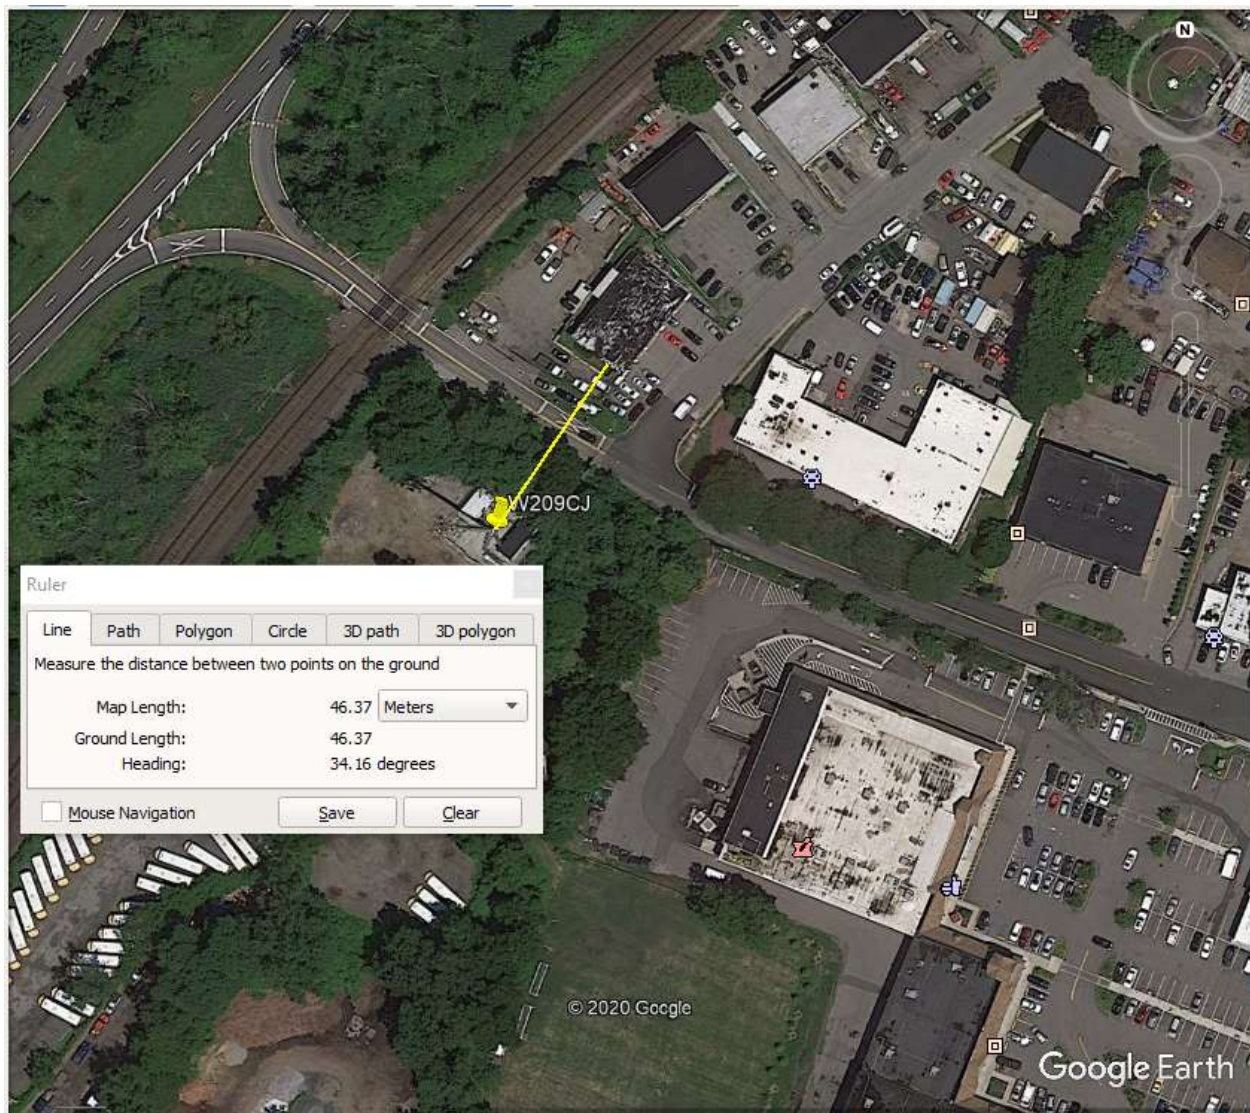 N
W209CJ
Ruler
Line Path Polygon Circle 3D path 3D polygon
Measure the distance between two points on the ground
Map Length: 46.37 Meters
Ground Length: 46.37
Heading: 34.16 degrees
Mouse Navigation Save Clear
© 2020 Google
Google Earth